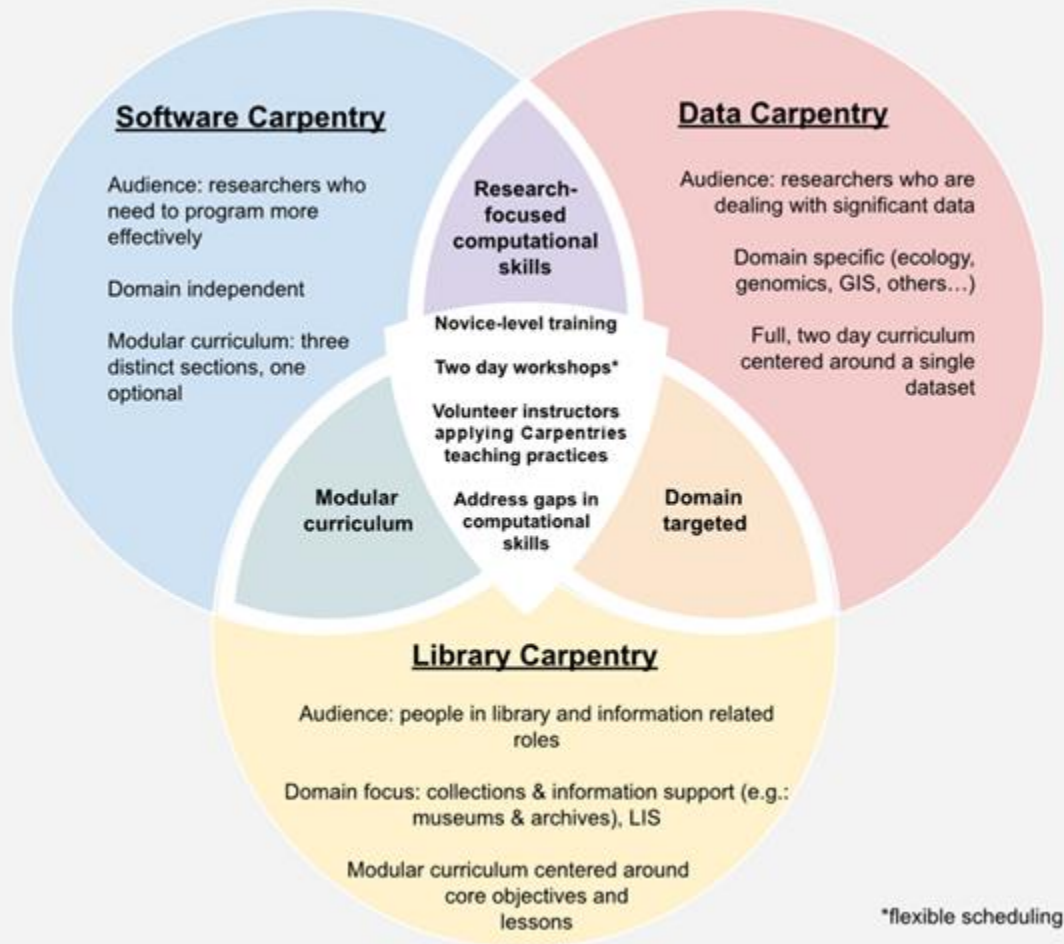 Software Carpentry
Audience: researchers who
need to program more
effectively
Domain independent
Modular curriculum: three
distinct sections, one
optional
Research-
focused
computational
skills
Data Carpentry
Audience: researchers who are
dealing with significant data
Domain specific (ecology,
genomics, GIS, others...)
Full, two day curriculum
centered around a single
dataset
Novice-level training
Two day workshops*
Volunteer instructors
applying Carpentries
teaching practices
Address gaps in
computational
skills
Modular
curriculum
Domain
targeted
Library Carpentry
Audience: people in library and information related
roles
Domain focus: collections & information support (e.g.:
museums & archives), LIS
Modular curriculum centered around
core objectives and
lessons
*flexible scheduling